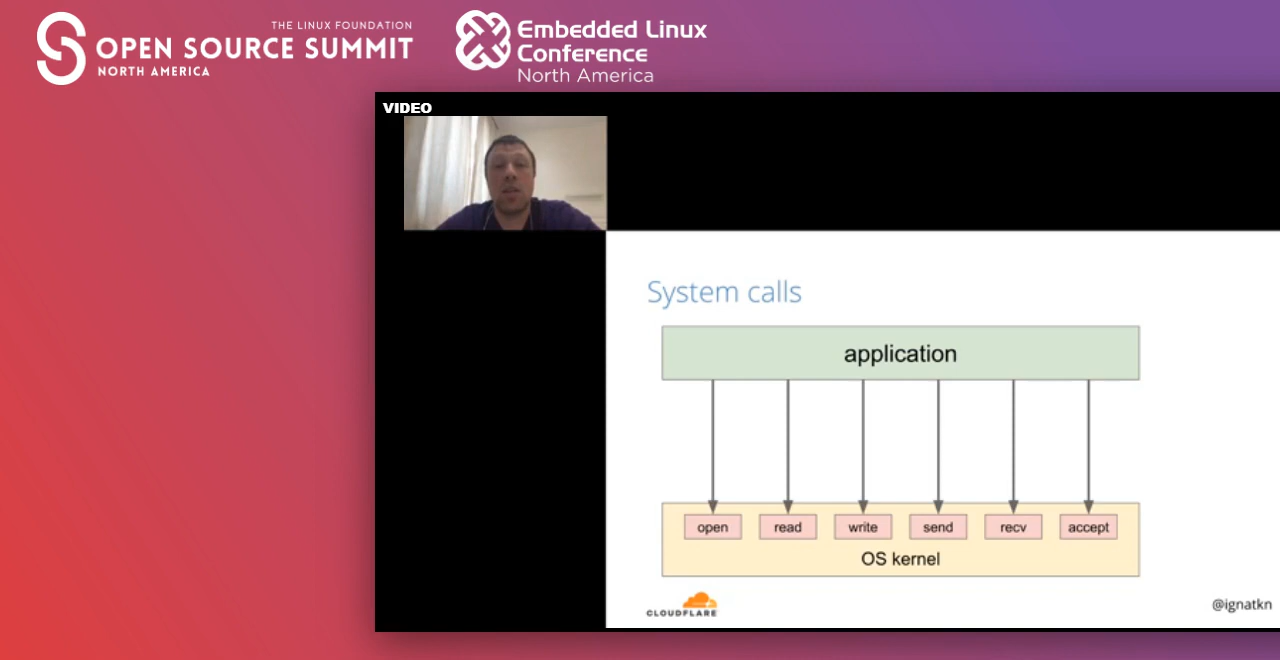 THE LINUX FOUNDATION
OPEN SOURCE SUMMIT
NORTH AMERICA
Embedded Linux
Conference
North America
VIDEO
System calls
application
open read write send recv accept
OS kernel
CLOUDFLARE
@ignatkn